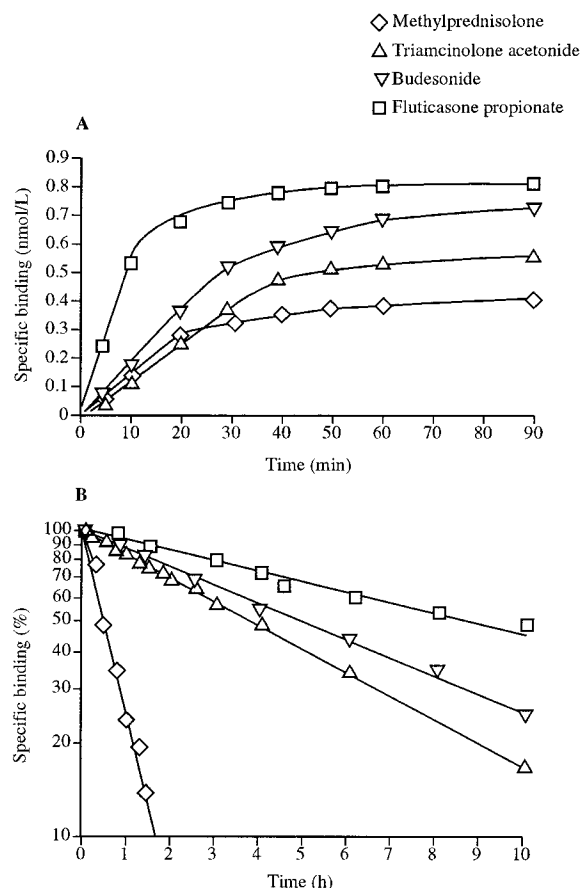 Methylprednisolone
Triamcinolone acetonide
Budesonide
Fluticasone propionate
A
Specific binding (nmol/L)
0.9
0.8
0.7
0.6
0.5
0.4
0.3
0.2
0.1
0
0 10 20 30 40 50 60 70 80 90
Time (min)
B
Specific binding (%)
100
90
80
70
60
50
40
30
20
10
0 1 2 3 4 5 6 7 8 9 10
Time (h)